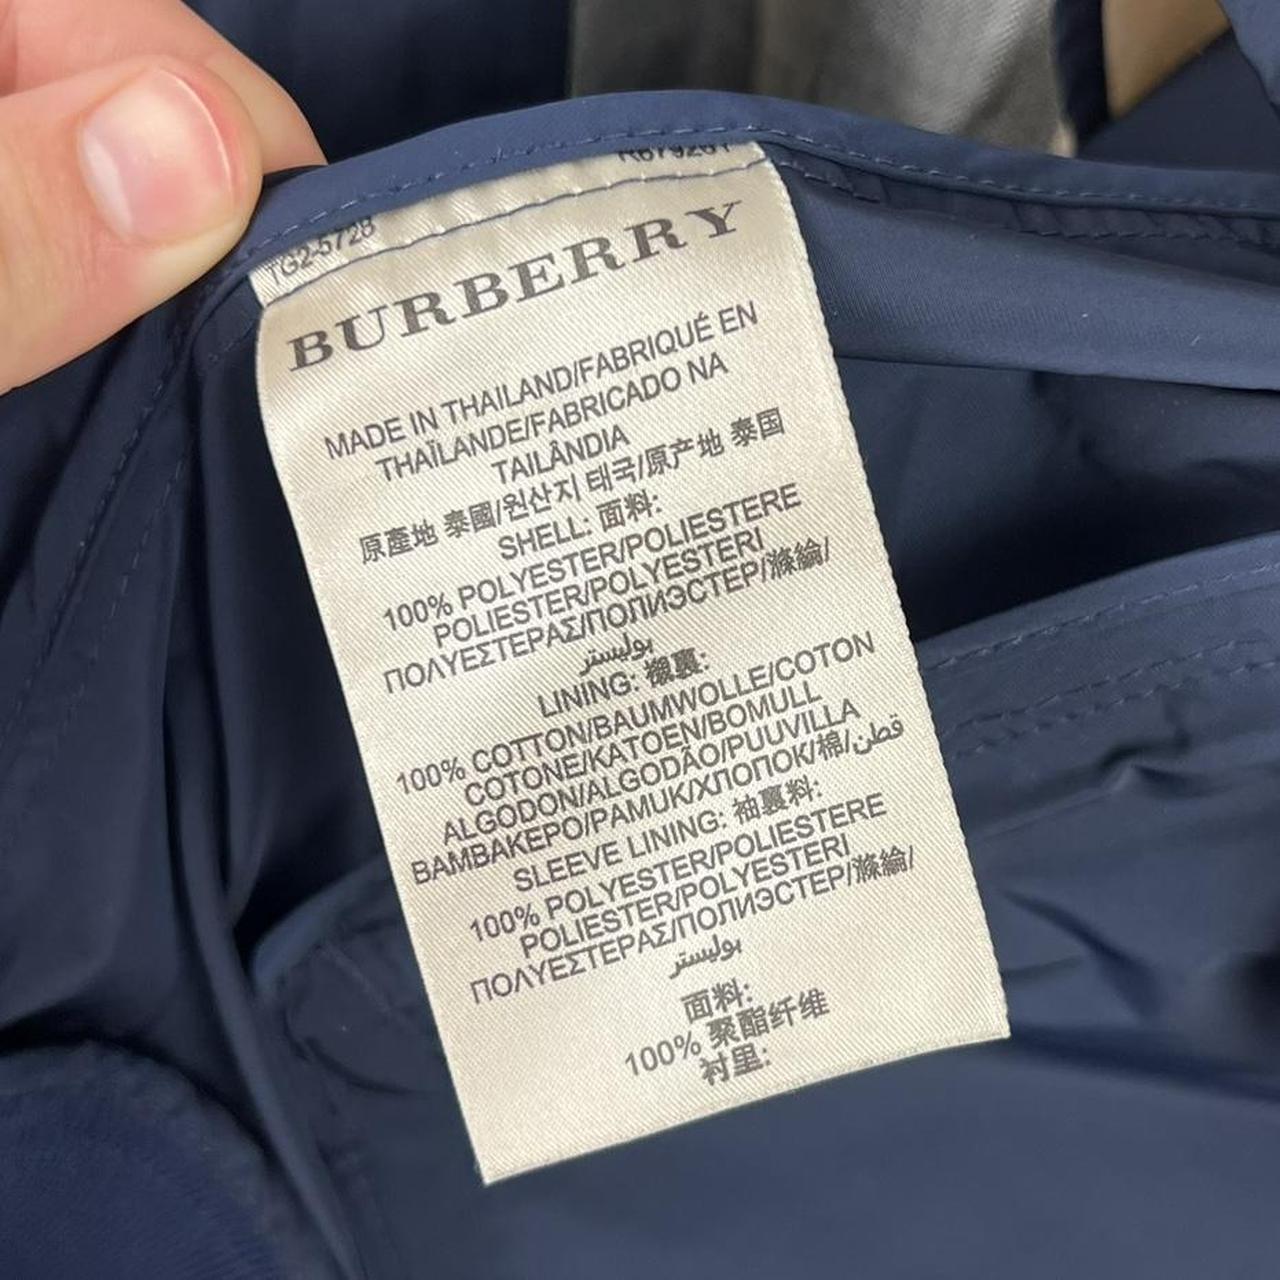 TG2-5728
R679261
BURBERRY
MADE IN THAILAND/FABRIQUÉ EN
THAÏLANDE/FABRICADO NA
TAILÂNDIA
原產地 泰國/원산지 태국/原产地 泰国
SHELL: 面料:
100% POLYESTER/POLIESTERE
POLIESTER/POLYESTERI
ΠΟΛΥΕΣΤΕΡΑΣ/ПОЛИЭСТЕР/滌綸/
بوليستر
LINING: 襯裏:
100% COTTON/BAUMWOLLE/COTON
COTONE/KATOEN/BOMULL
ALGODON/ALGODÃO/PUUVILLA
ΒΑΜΒΑΚΕΡΟ/PAMUK/ХЛОПОК/棉/قطن
SLEEVE LINING: 袖裏料:
100% POLYESTER/POLIESTERE
POLIESTER/POLYESTERI
ΠΟΛΥΕΣΤΕΡΑΣ/ПОЛИЭСТЕР/滌綸/
بوليستر
面料:
100% 聚酯纤维
衬里: